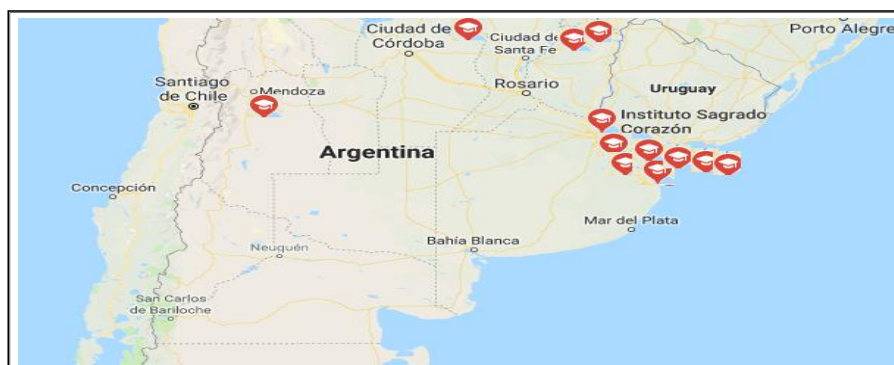 Ciudad de
Córdoba
Ciudad de
Santa Fe
Porto Alegre
Santiago
de Chile
Mendoza
Rosario
Uruguay
Instituto Sagrado
Corazón
Argentina
Concepción
Mar del Plata
Neuquén
Bahía Blanca
San Carlos
de Bariloche